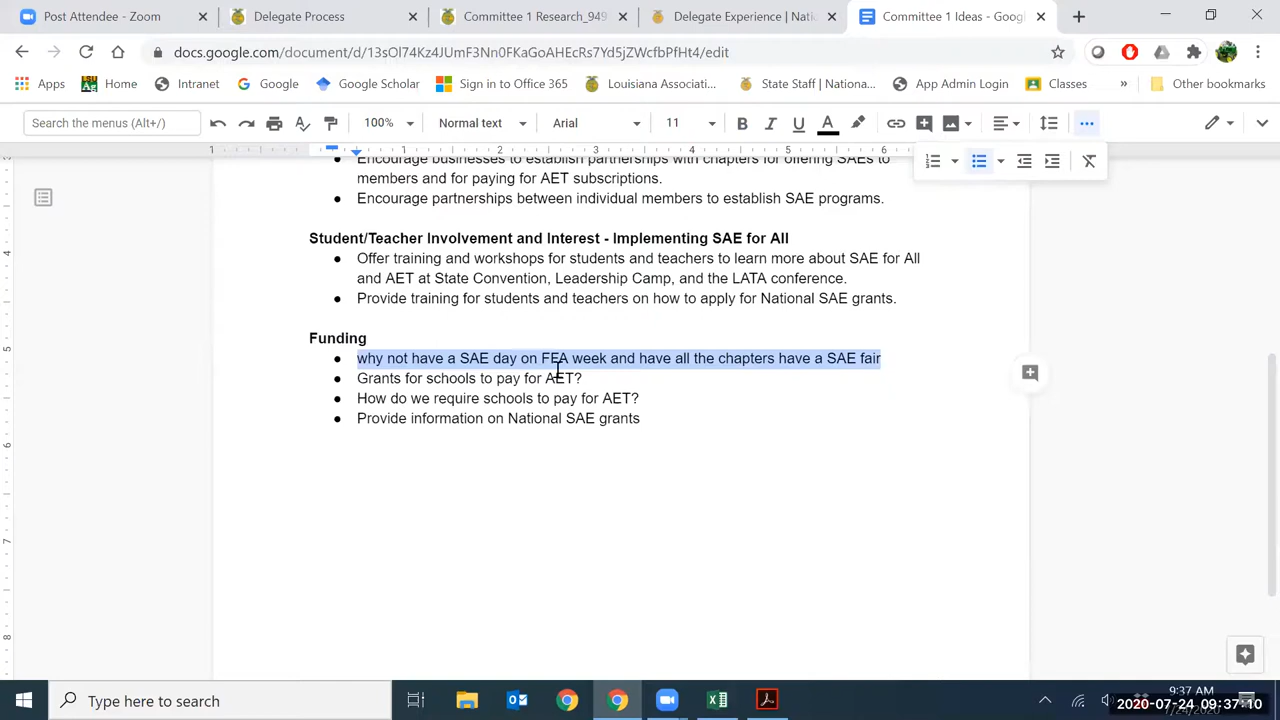 Post Attendee - Zoom
Delegate Process
Committee 1 Research_945
Delegate Experience | Nati
Committee 1 Ideas - Goog
docs.google.com/document/d/13sOl74Kz4JUmF3Nn0FKaGoAHEcRs7Yd5jZWcfbPfHt4/edit
Apps
Home
Intranet
Google
Google Scholar
Sign in to Office 365
Louisiana Associati...
State Staff | Nationa...
App Admin Login
Classes
»
Other bookmarks
Search the menus (Alt+/)
100%
Normal text
Arial
11
Encourage businesses to establish partnerships with chapters for offering SAEs to
members and for paying for AET subscriptions.
● Encourage partnerships between individual members to establish SAE programs.
Student/Teacher Involvement and Interest - Implementing SAE for All
● Offer training and workshops for students and teachers to learn more about SAE for All
and AET at State Convention, Leadership Camp, and the LATA conference.
● Provide training for students and teachers on how to apply for National SAE grants.
Funding
● why not have a SAE day on FFA week and have all the chapters have a SAE fair
● Grants for schools to pay for AET?
● How do we require schools to pay for AET?
● Provide information on National SAE grants
Type here to search
9:37 AM
2020-07-24 09:37:10